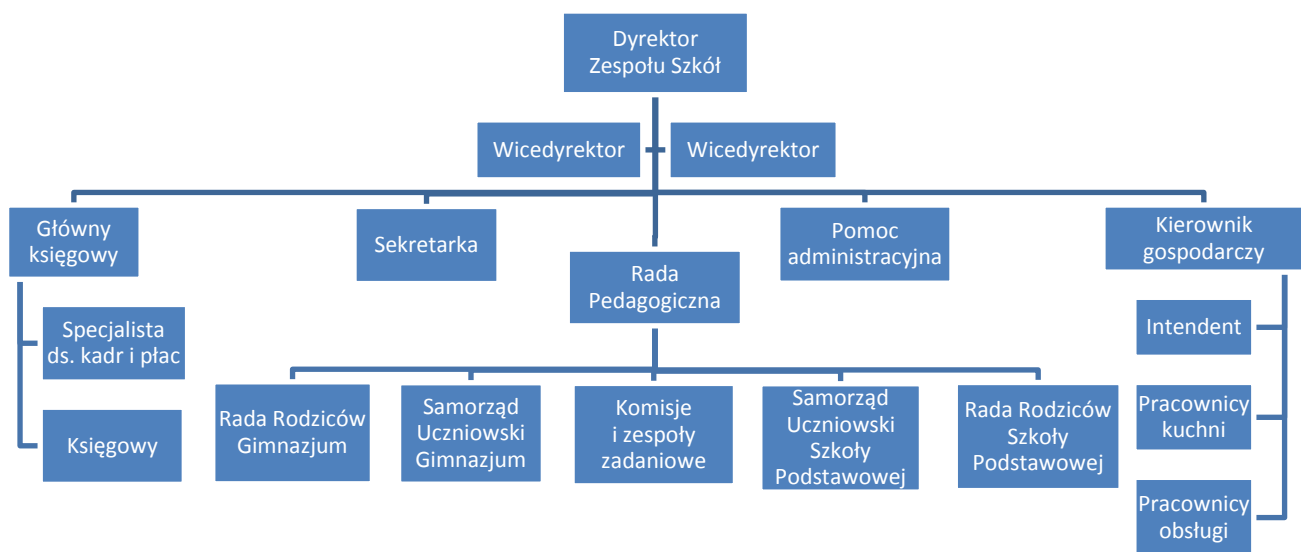 Dyrektor
Zespołu Szkół
Wicedyrektor
Wicedyrektor
Główny
księgowy
Sekretarka
Rada
Pedagogiczna
Pomoc
administracyjna
Kierownik
gospodarczy
Specjalista
ds. kadr i płac
Księgowy
Rada Rodziców
Gimnazjum
Samorząd
Uczniowski
Gimnazjum
Komisje
i zespoły
zadaniowe
Samorząd
Uczniowski
Szkoły
Podstawowej
Rada Rodziców
Szkoły
Podstawowej
Intendent
Pracownicy
kuchni
Pracownicy
obsługi